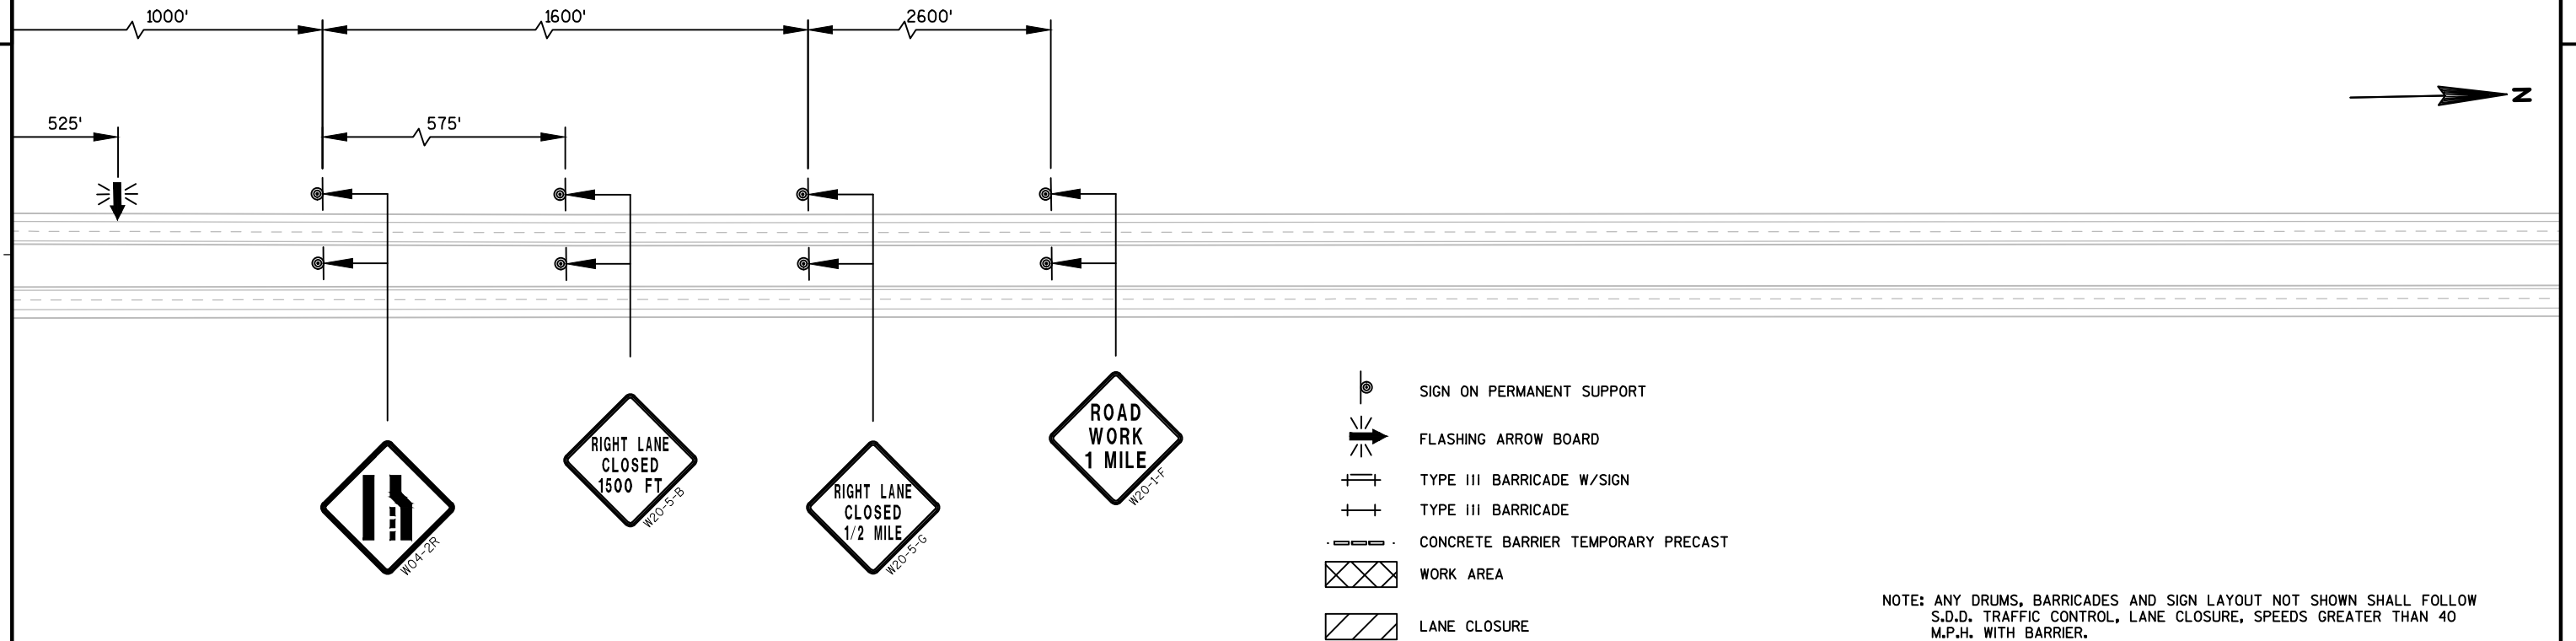 1000'
1600'
2600'
525'
575'
N
RIGHT LANE
CLOSED
1500 FT
W20-5-B
ROAD
WORK
1 MILE
W20-1-F
RIGHT LANE
CLOSED
1/2 MILE
W20-5-G
W04-2R
SIGN ON PERMANENT SUPPORT
FLASHING ARROW BOARD
TYPE III BARRICADE W/SIGN
TYPE III BARRICADE
CONCRETE BARRIER TEMPORARY PRECAST
WORK AREA
LANE CLOSURE
NOTE: ANY DRUMS, BARRICADES AND SIGN LAYOUT NOT SHOWN SHALL FOLLOW
S.D.D. TRAFFIC CONTROL, LANE CLOSURE, SPEEDS GREATER THAN 40
M.P.H. WITH BARRIER.